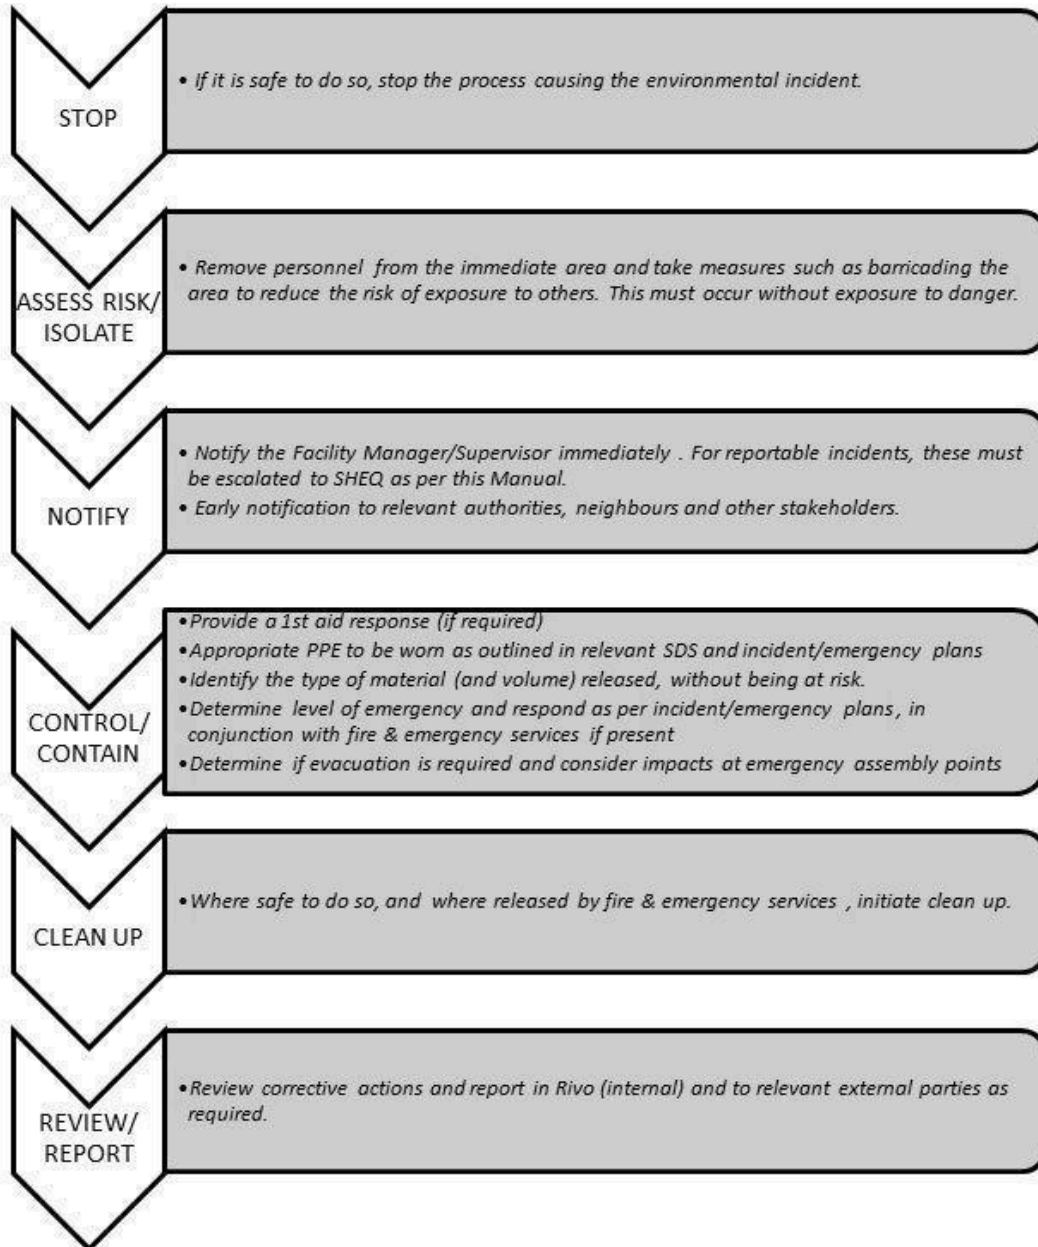 STOP
• If it is safe to do so, stop the process causing the environmental incident.
ASSESS RISK/
ISOLATE
• Remove personnel from the immediate area and take measures such as barricading the
area to reduce the risk of exposure to others. This must occur without exposure to danger.
NOTIFY
• Notify the Facility Manager/Supervisor immediately . For reportable incidents, these must
be escalated to SHEQ as per this Manual.
• Early notification to relevant authorities, neighbours and other stakeholders.
CONTROL/
CONTAIN
•Provide a 1st aid response (if required)
•Appropriate PPE to be worn as outlined in relevant SDS and incident/emergency plans
•Identify the type of material (and volume) released, without being at risk.
•Determine level of emergency and respond as per incident/emergency plans , in
conjunction with fire & emergency services if present
•Determine if evacuation is required and consider impacts at emergency assembly points
CLEAN UP
•Where safe to do so, and where released by fire & emergency services , initiate clean up.
REVIEW/
REPORT
•Review corrective actions and report in Rivo (internal) and to relevant external parties as
required.